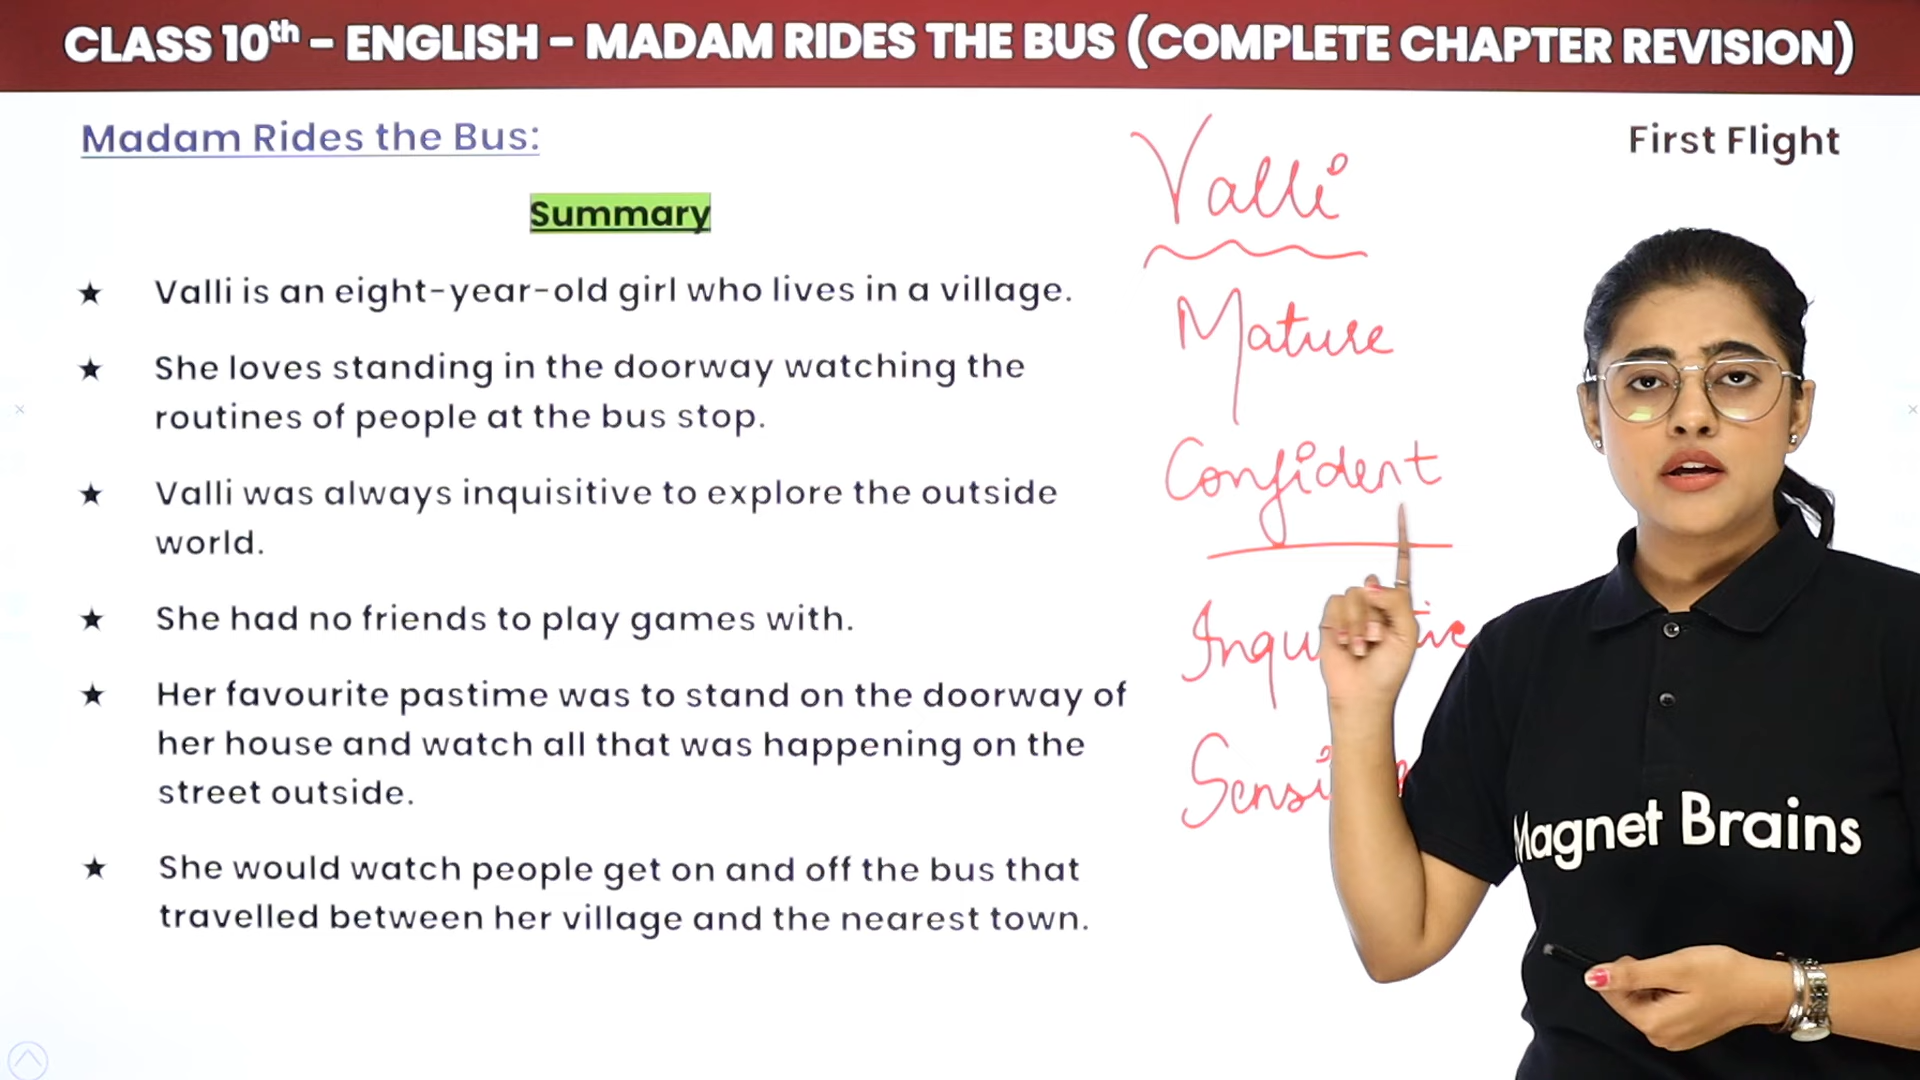 CLASS 10th - ENGLISH - MADAM RIDES THE BUS (COMPLETE CHAPTER REVISION)
Madam Rides the Bus:
First Flight
Summary
★ Valli is an eight-year-old girl who lives in a village.
★ She loves standing in the doorway watching the
routines of people at the bus stop.
★ Valli was always inquisitive to explore the outside
world.
★ She had no friends to play games with.
★ Her favourite pastime was to stand on the doorway of
her house and watch all that was happening on the
street outside.
★ She would watch people get on and off the bus that
travelled between her village and the nearest town.
Valli
Mature
Confident
Magnet Brains